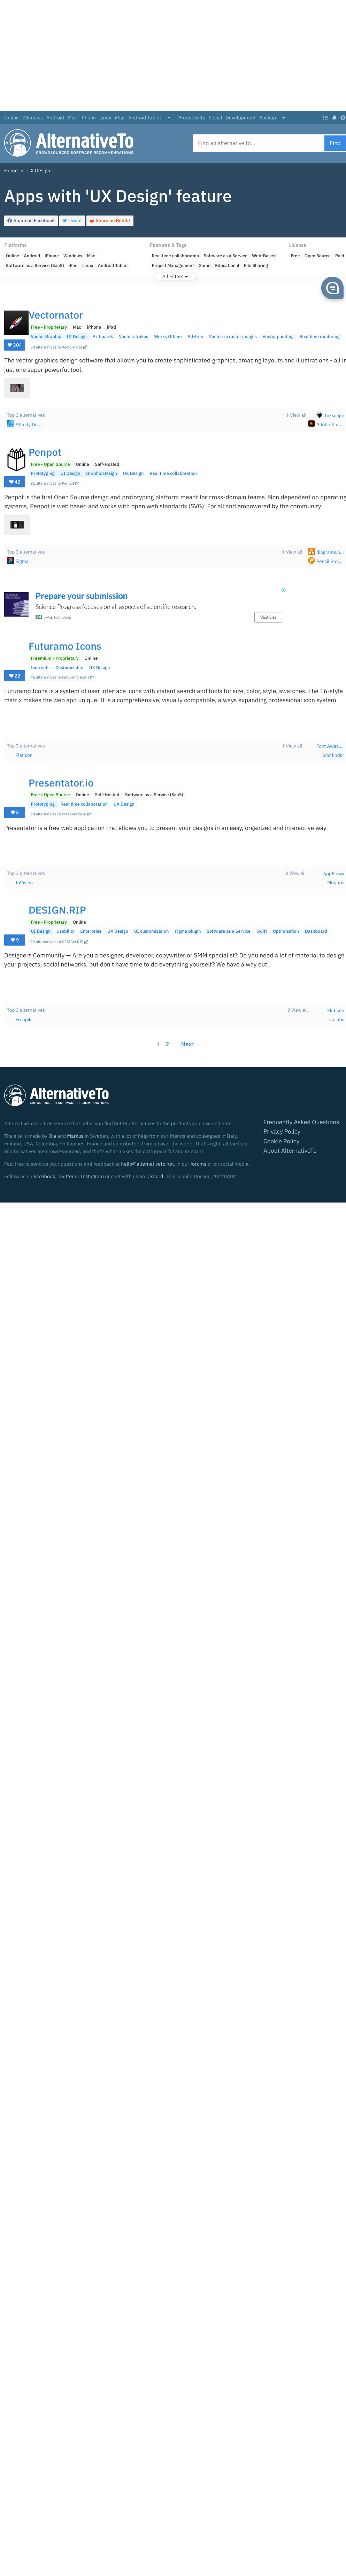 Online Windows Android Mac iPhone Linux iPad Android Tablet Productivity Social Development Backup
AlternativeTo
CROWDSOURCED SOFTWARE RECOMMENDATIONS
Find an alternative to...
Find
Home » UX Design
Apps with 'UX Design' feature
Share on Facebook Tweet Share on Reddit
Platforms
Online Android iPhone Windows Mac
Software as a Service (SaaS) iPad Linux Android Tablet
Features & Tags
Real time collaboration Software as a Service Web-Based
Project Management Game Educational File Sharing
License
Free Open Source Paid
All Filters
Vectornator
Free • Proprietary Mac iPhone iPad
304
Vector Graphic UI Design Artboards Vector strokes Works Offline Ad-free Vectorize raster images Vector painting Real time rendering
alternatives to Vectornator
The vector graphics design software that allows you to create sophisticated graphics, amazing layouts and illustrations - all in
just one super powerful tool.
Top 3 alternatives
View all
Inkscape
Affinity De...
Adobe Illu...
Penpot
Free • Open Source Online Self-Hosted
42
Prototyping UI Design Graphic Design UX Design Real time collaboration
alternatives to Penpot
Penpot is the first Open Source design and prototyping platform meant for cross-domain teams. Non dependent on operating
systems, Penpot is web based and works with open web standards (SVG). For all and empowered by the community.
Top 3 alternatives
View all
diagrams.n...
Figma
Pencil Proj...
Prepare your submission
Science Progress focuses on all aspects of scientific research.
Ad SAGE Publishing
Visit Site
Futuramo Icons
Freemium • Proprietary Online
22
Icon sets Customizable UX Design
alternatives to Futuramo Icons
Futuramo Icons is a system of user interface icons with instant search and tools for size, color, style, swatches. The 16-style
matrix makes the web app unique. It is a comprehensive, visually consistent, always expanding professional icon system.
Top 3 alternatives
View all
Font Awes...
Flaticon
Iconfinder
Presentator.io
Free • Open Source Online Self-Hosted Software as a Service (SaaS)
6
Prototyping Real time collaboration UX Design
alternatives to Presentator.io
Presentator is a free web application that allows you to present your designs in an easy, organized and interactive way.
Top 3 alternatives
View all
AppFlowy
InVision
Moqups
DESIGN.RIP
Free • Proprietary Online
9
UI Design Usability Enterprise UX Design UI customization Figma plugin Software as a Service Swift Optimization Dashboard
alternatives to DESIGN.RIP
Designers Community — Are you a designer, developer, copywriter or SMM specialist? Do you need a lot of material to design
your projects, social networks, but don't have time to do everything yourself? We have a way out!.
Top 3 alternatives
View all
Flaticon
Freepik
UpLabs
1 2 Next
AlternativeTo
CROWDSOURCED SOFTWARE RECOMMENDATIONS
AlternativeTo is a free service that helps you find better alternatives to the products you love and hate.
The site is made by Ola and Markus in Sweden, with a lot of help from our friends and colleagues in Italy,
Finland, USA, Colombia, Philippines, France and contributors from all over the world. That's right, all the lists
of alternatives are crowd-sourced, and that's what makes the data powerful and relevant.
Feel free to send us your questions and feedback at hello@alternativeto.net, in our forums or on social media.
Follow us on Facebook, Twitter or Instagram or chat with us on Discord. This is build Docker_20220407.1.
Frequently Asked Questions
Privacy Policy
Cookie Policy
About AlternativeTo